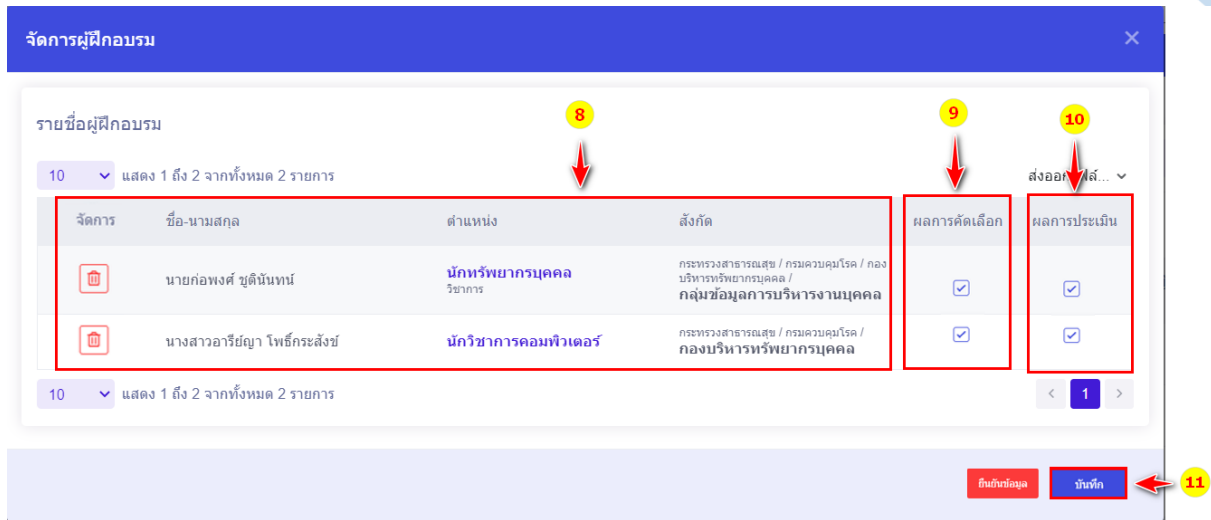 จัดการผู้ฝึกอบรม
8
9
10
รายชื่อผู้ฝึกอบรม
10 แสดง 1 ถึง 2 จากทั้งหมด 2 รายการ
จัดการ ชื่อ-นามสกุล ตำแหน่ง สังกัด ผลการคัดเลือก ผลการประเมิน
นายก่อพงศ์ ชูตินันทน์ นักทรัพยากรบุคคล กระทรวงสาธารณสุข / กรมควบคุมโรค / กอง
วิชาการ บริหารทรัพยากรบุคคล /
กลุ่มข้อมูลการบริหารงานบุคคล
นางสาวอารีย์ญา โพธิ์กระสังข์ นักวิชาการคอมพิวเตอร์ กระทรวงสาธารณสุข / กรมควบคุมโรค /
กองบริหารทรัพยากรบุคคล
10 แสดง 1 ถึง 2 จากทั้งหมด 2 รายการ 1
ยืนยันข้อมูล บันทึก 11